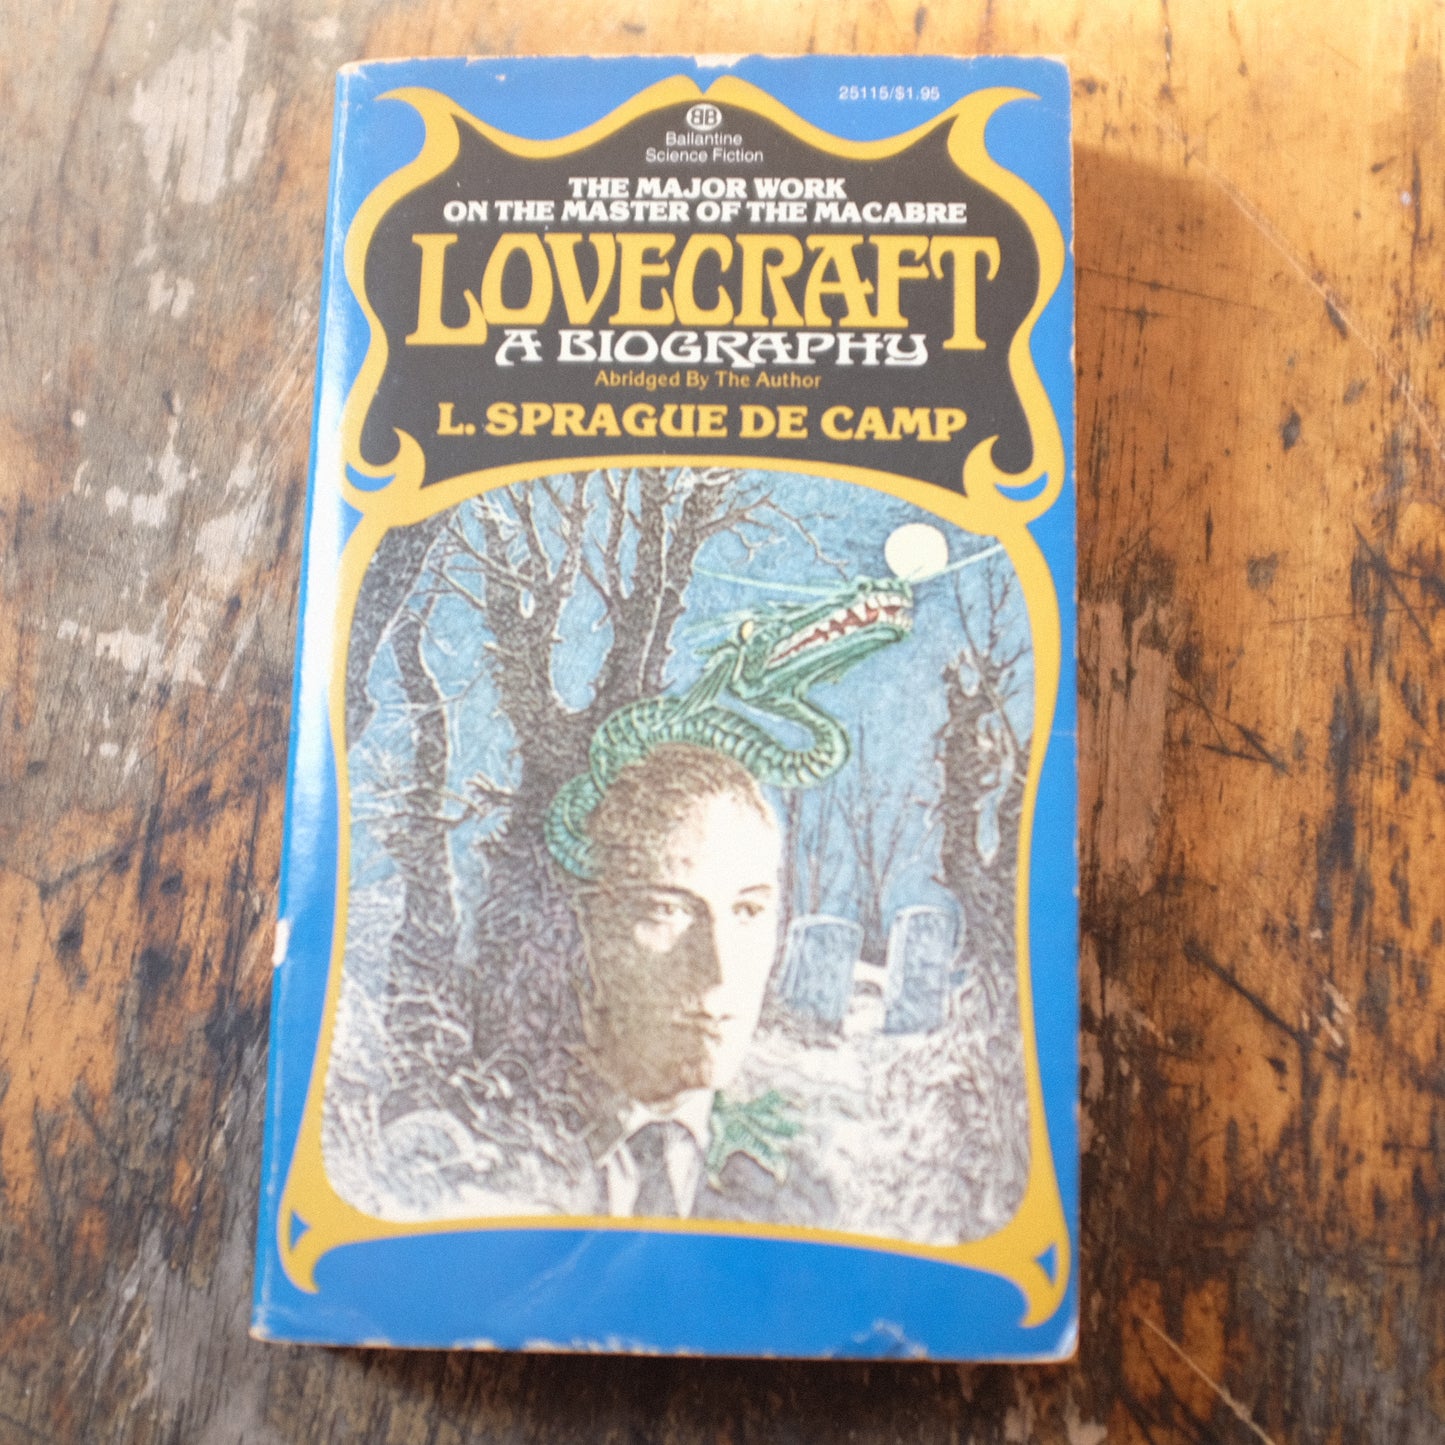 25115/$1.95
BB
Ballantine
Science Fiction
THE MAJOR WORK
ON THE MASTER OF THE MACABRE
LOVECRAFT
A BIOGRAPHY
Abridged By The Author
L. SPRAGUE DE CAMP